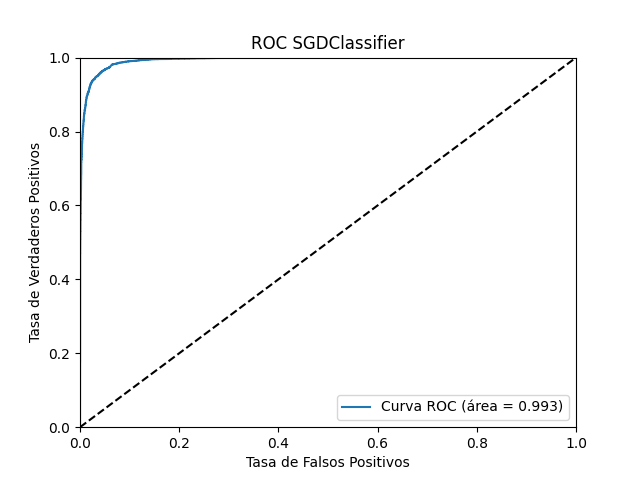 ROC SGDClassifier
1.0
0.8
0.6
0.4
0.2
0.0
Tasa de Verdaderos Positivos
Curva ROC (área = 0.993)
0.0 0.2 0.4 0.6 0.8 1.0
Tasa de Falsos Positivos